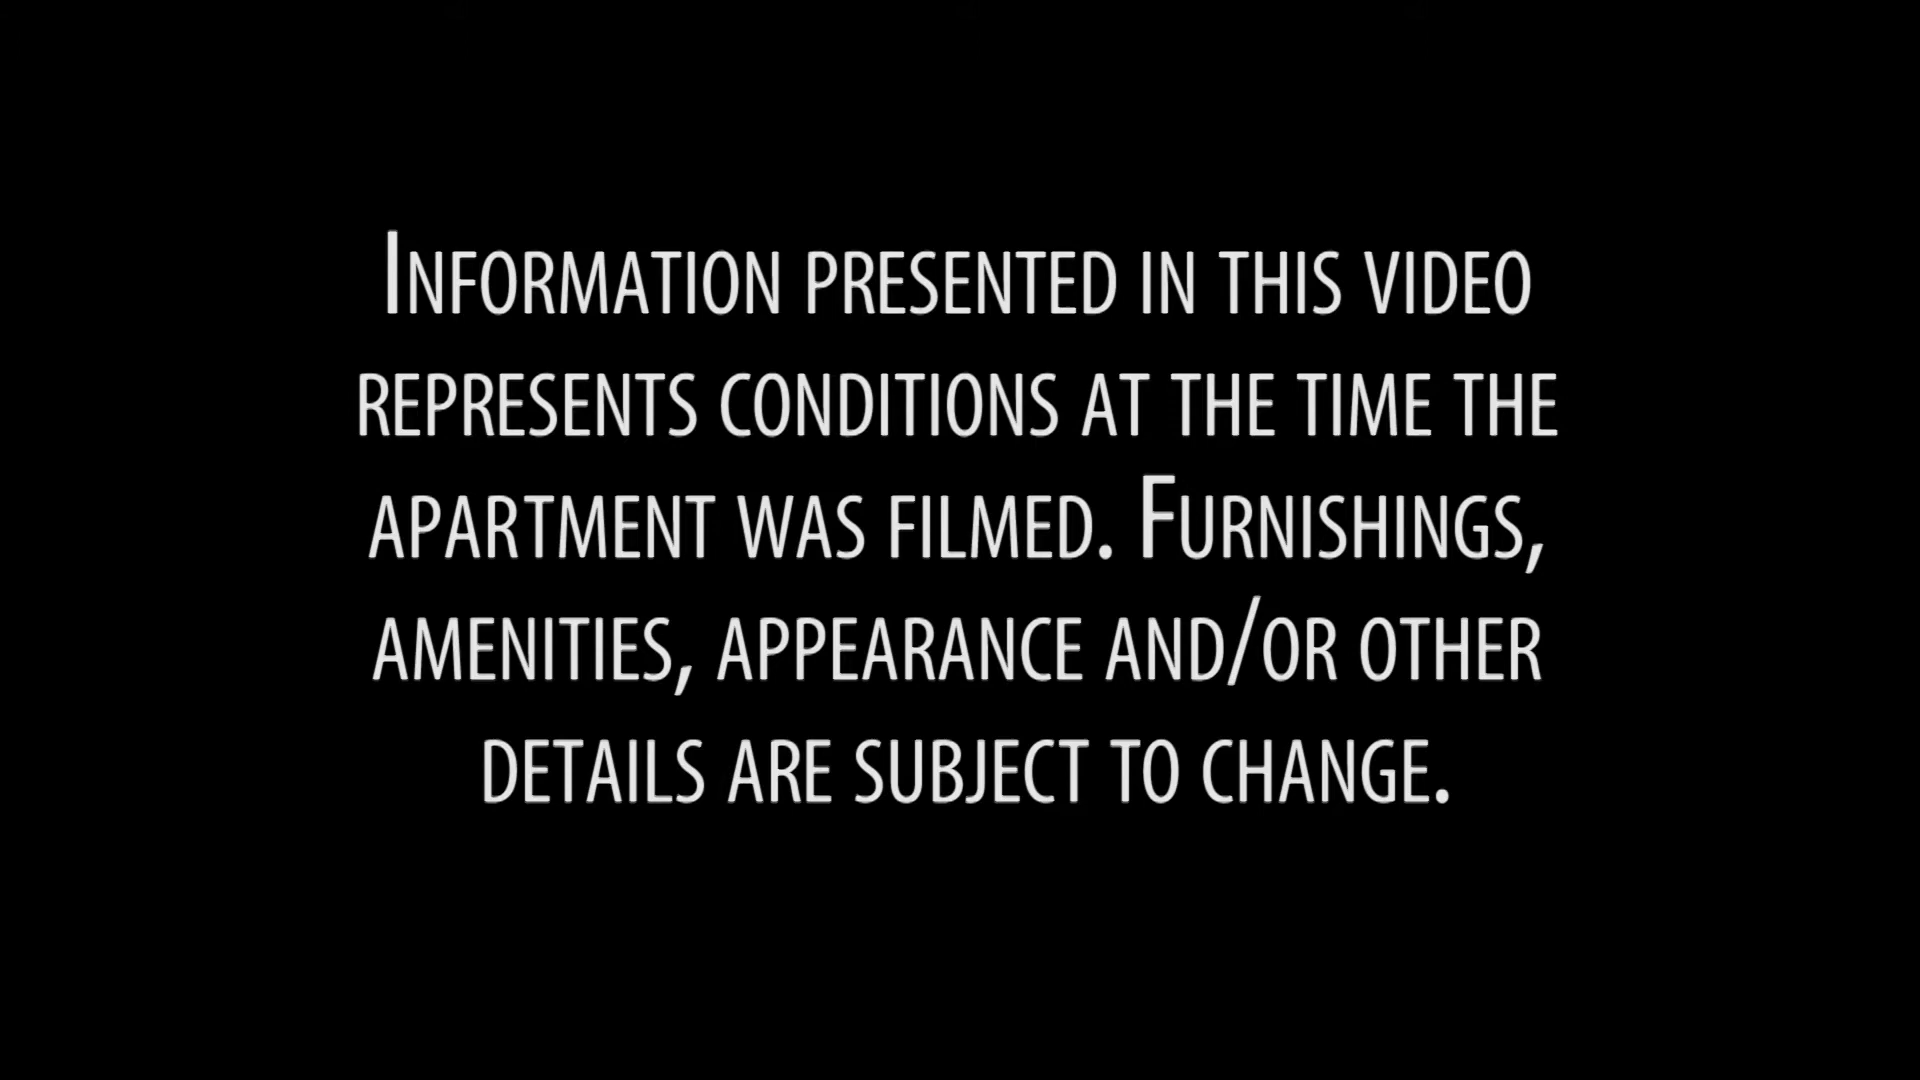 Information presented in this video
represents conditions at the time the
apartment was filmed. Furnishings,
amenities, appearance and/or other
details are subject to change.